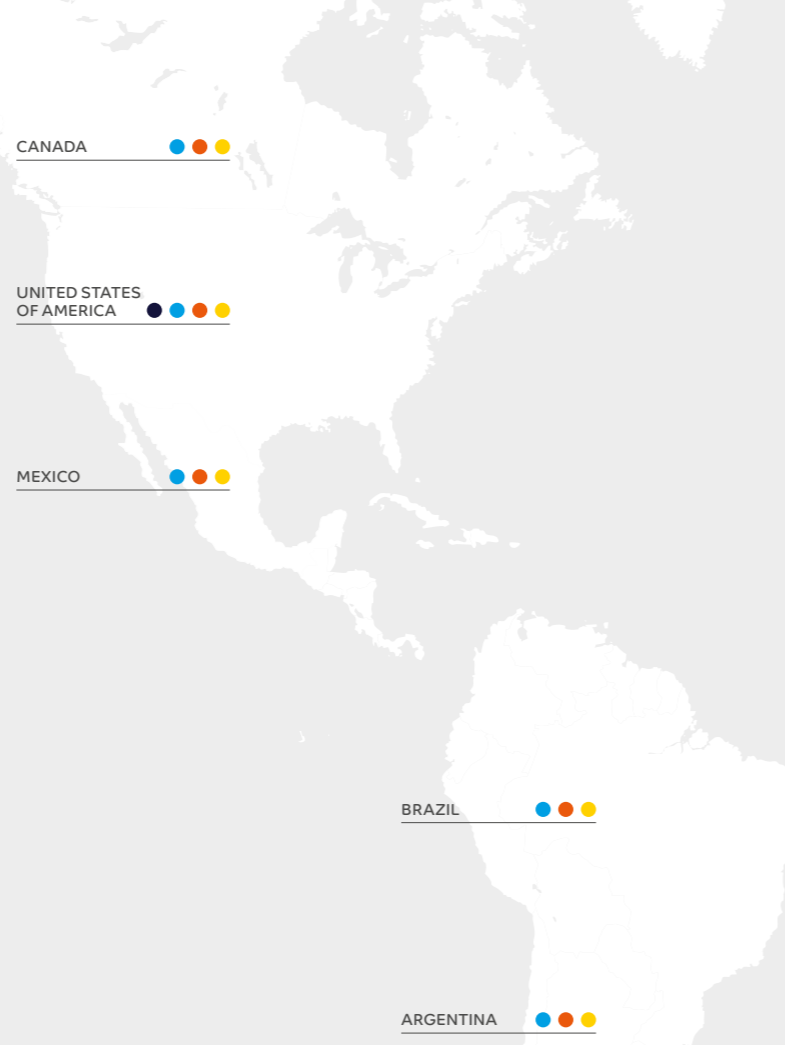 CANADA
UNITED STATES
OF AMERICA
MEXICO
BRAZIL
ARGENTINA